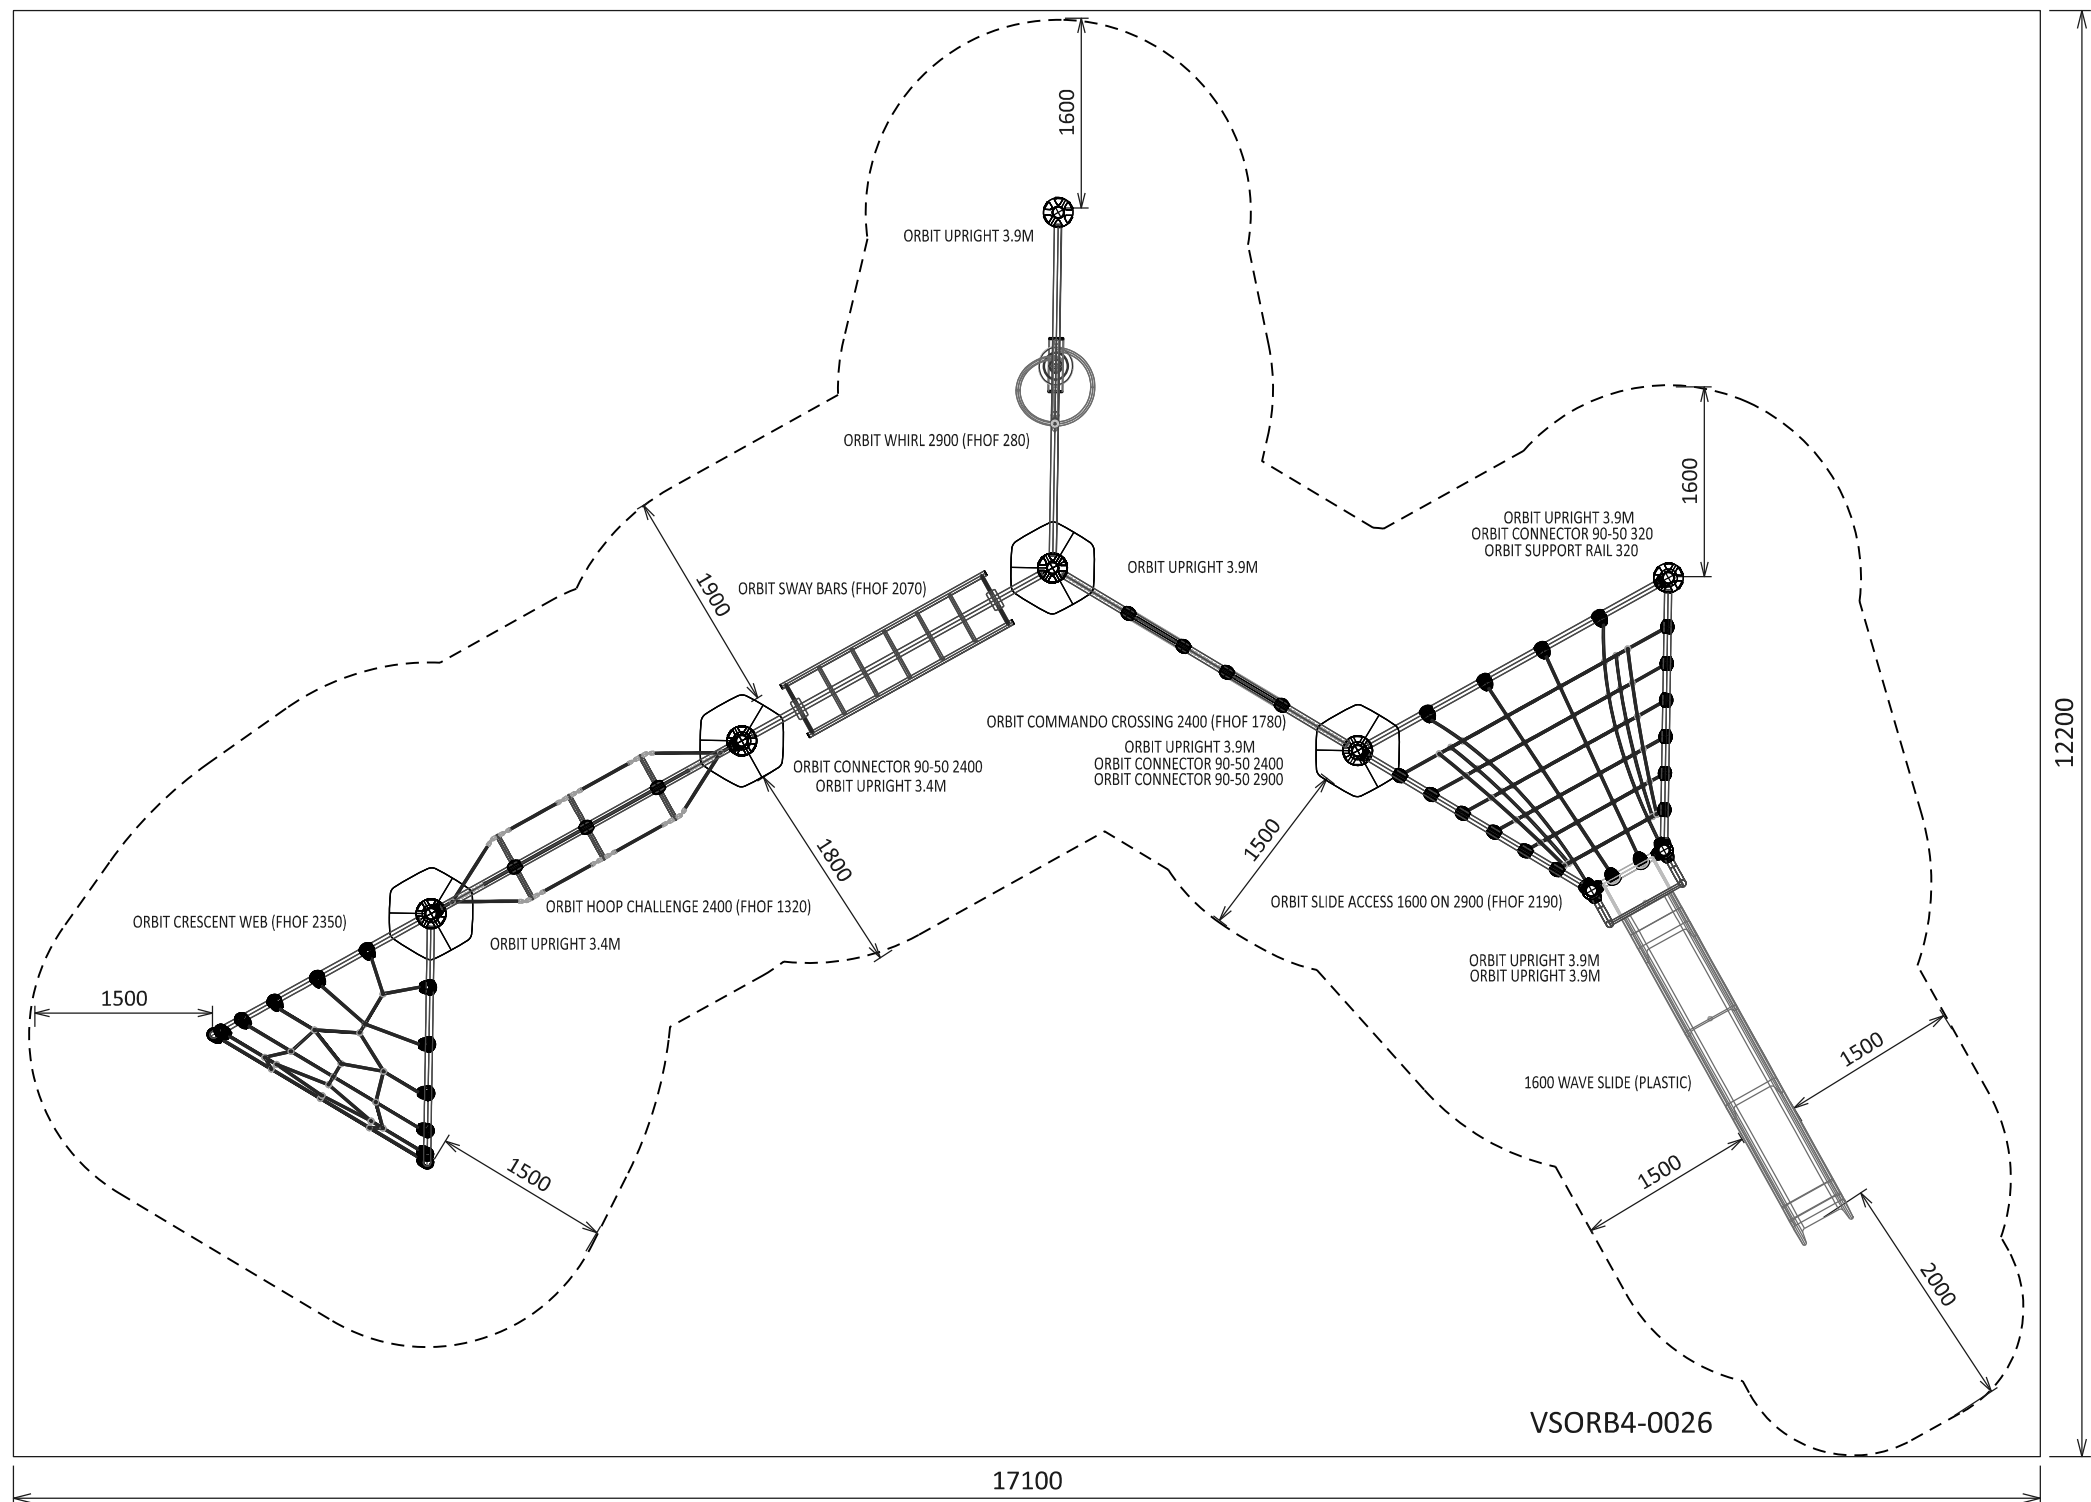 1600
ORBIT UPRIGHT 3.9M
ORBIT WHIRL 2900 (FHOF 280)
1600
ORBIT UPRIGHT 3.9M
ORBIT CONNECTOR 90-50 320
ORBIT SUPPORT RAIL 320
1900
ORBIT SWAY BARS (FHOF 2070)
ORBIT UPRIGHT 3.9M
12200
ORBIT COMMANDO CROSSING 2400 (FHOF 1780)
ORBIT UPRIGHT 3.9M
ORBIT CONNECTOR 90-50 2400
ORBIT CONNECTOR 90-50 2900
ORBIT CONNECTOR 90-50 2400
ORBIT UPRIGHT 3.4M
1800
1500
ORBIT CRESCENT WEB (FHOF 2350)
ORBIT HOOP CHALLENGE 2400 (FHOF 1320)
ORBIT SLIDE ACCESS 1600 ON 2900 (FHOF 2190)
ORBIT UPRIGHT 3.4M
ORBIT UPRIGHT 3.9M
ORBIT UPRIGHT 3.9M
1500
1500
1600 WAVE SLIDE (PLASTIC)
1500
1500
2000
VSORB4-0026
17100